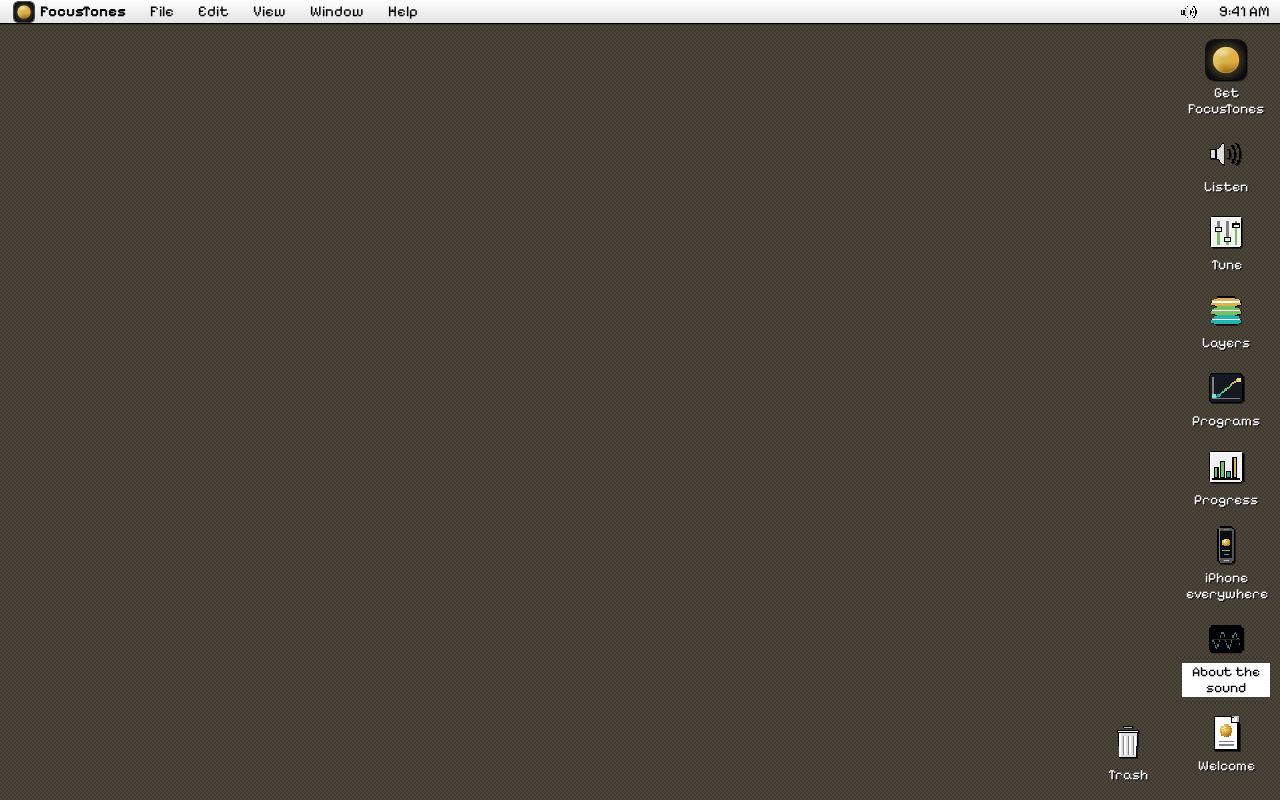 FocusTones File Edit View Window Help 9:41 AM
Get
FocusTones
Listen
Tune
Layers
Programs
Progress
iPhone
everywhere
About the
sound
Welcome
Trash